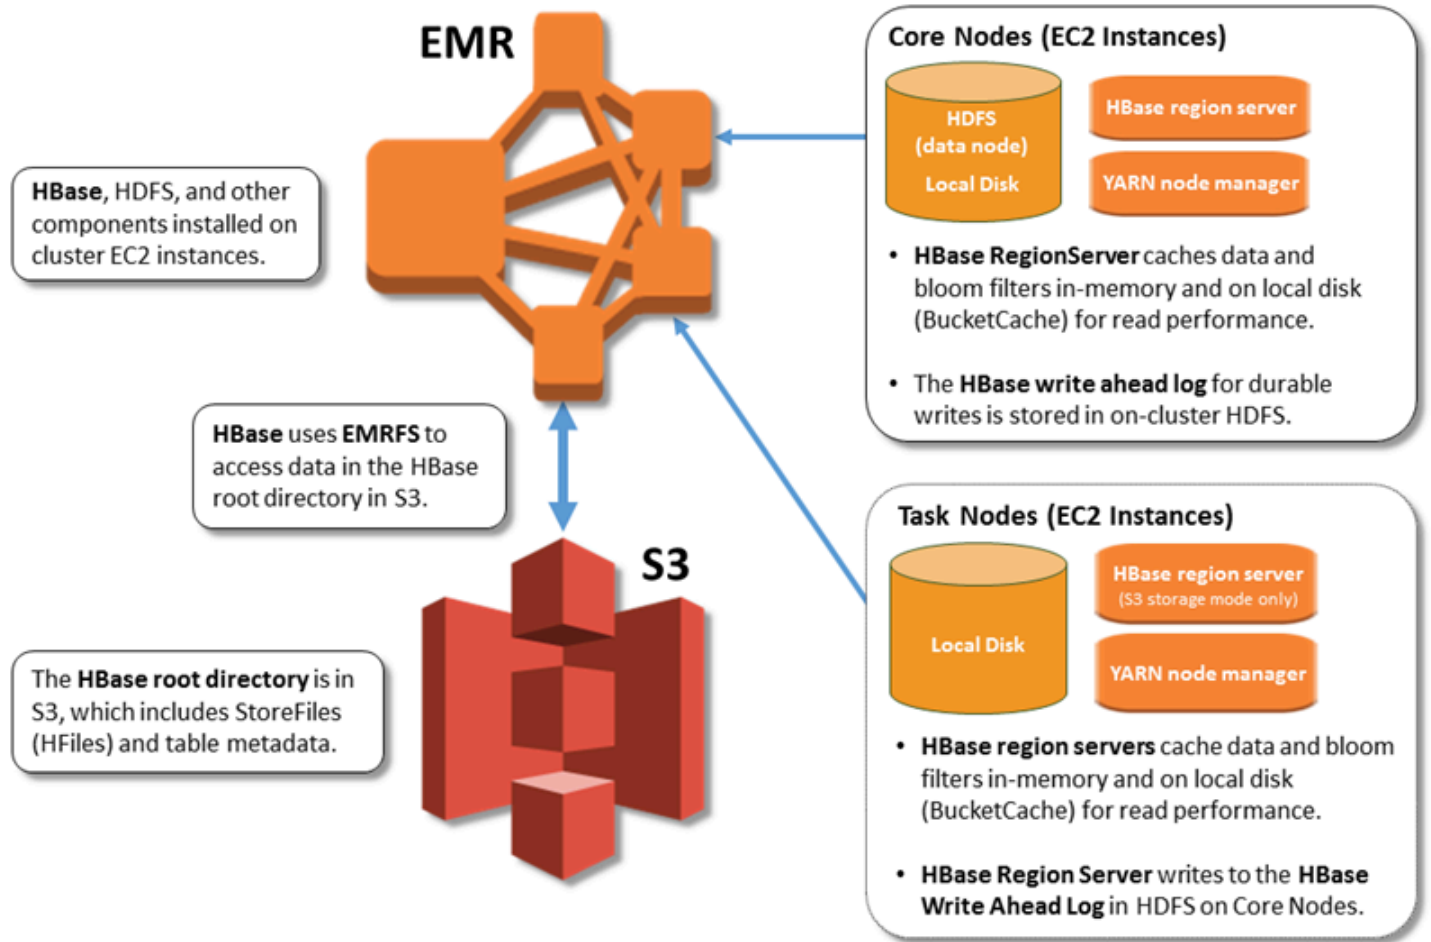 EMR
HBase, HDFS, and other
components installed on
cluster EC2 instances.
HBase uses EMRFS to
access data in the HBase
root directory in S3.
S3
The HBase root directory is in
S3, which includes StoreFiles
(HFiles) and table metadata.
Core Nodes (EC2 Instances)
HDFS
(data node)
Local Disk
HBase region server
YARN node manager
• HBase RegionServer caches data and
bloom filters in-memory and on local disk
(BucketCache) for read performance.
• The HBase write ahead log for durable
writes is stored in on-cluster HDFS.
Task Nodes (EC2 Instances)
Local Disk
HBase region server
(S3 storage mode only)
YARN node manager
• HBase region servers cache data and bloom
filters in-memory and on local disk
(BucketCache) for read performance.
• HBase Region Server writes to the HBase
Write Ahead Log in HDFS on Core Nodes.